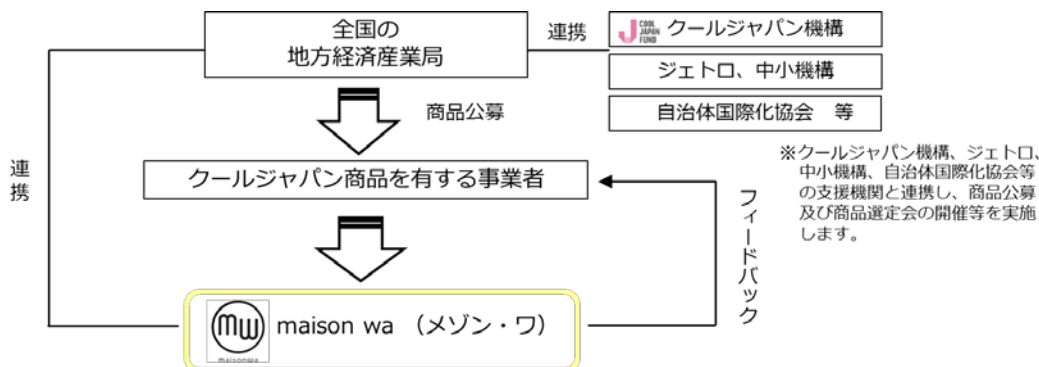 全国の
地方経済産業局
連携
COOL
JAPAN
FUND
クールジャパン機構
ジェトロ、中小機構
自治体国際化協会　等
商品公募
連携
クールジャパン商品を有する事業者
※クールジャパン機構、ジェトロ、
中小機構、自治体国際化協会等
の支援機関と連携し、商品公募
及び商品選定会の開催等を実施
します。
フィードバック
mw
maisonwa
maison wa （メゾン・ワ）